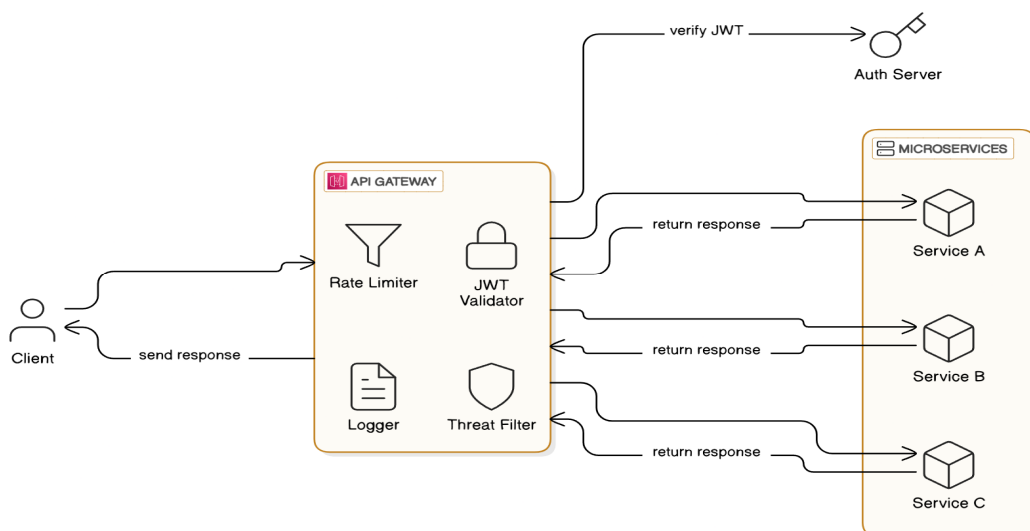 verify JWT
Auth Server
MICROSERVICES
API GATEWAY
return response
Service A
Rate Limiter
JWT
Validator
Client
send response
return response
Service B
Logger
Threat Filter
return response
Service C